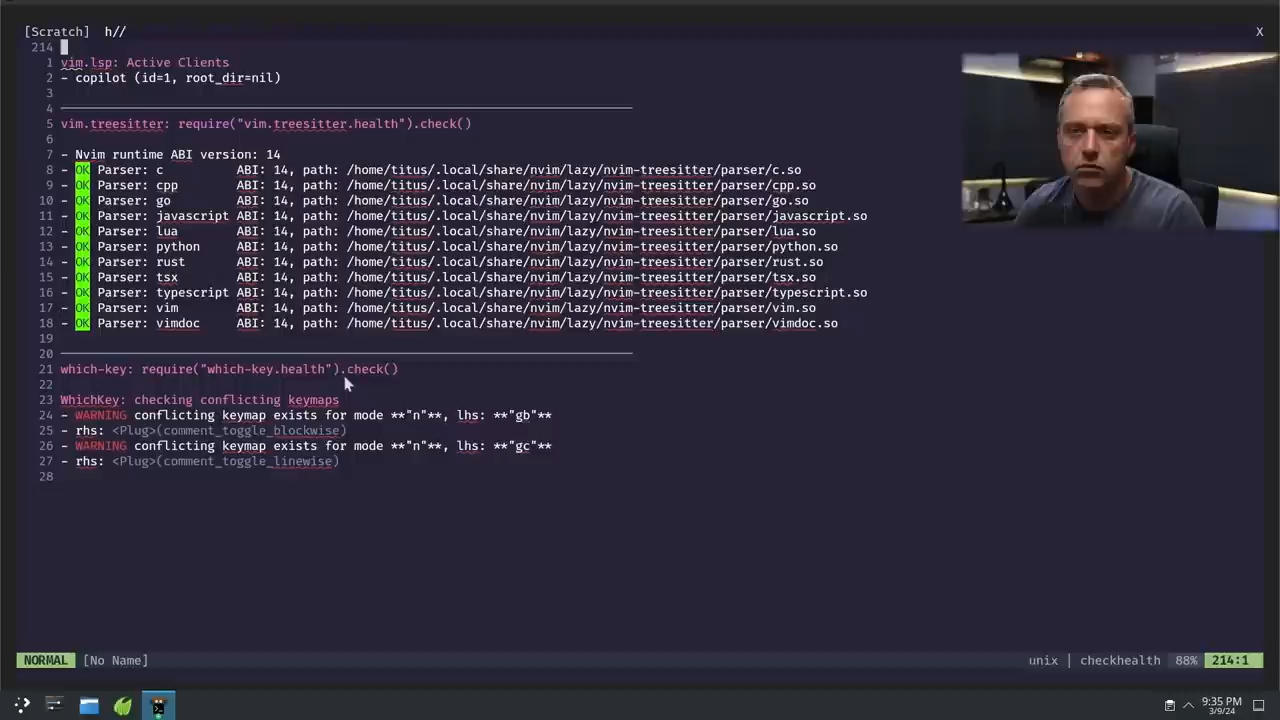 [Scratch] h// X
214
1 vim.lsp: Active Clients
2 - copilot (id=1, root_dir=nil)
3
4
5 vim.treesitter: require("vim.treesitter.health").check()
6
7 - Nvim runtime ABI version: 14
8 - OK Parser: c ABI: 14, path: /home/titus/.local/share/nvim/lazy/nvim-treesitter/parser/c.so
9 - OK Parser: cpp ABI: 14, path: /home/titus/.local/share/nvim/lazy/nvim-treesitter/parser/cpp.so
10 - OK Parser: go ABI: 14, path: /home/titus/.local/share/nvim/lazy/nvim-treesitter/parser/go.so
11 - OK Parser: javascript ABI: 14, path: /home/titus/.local/share/nvim/lazy/nvim-treesitter/parser/javascript.so
12 - OK Parser: lua ABI: 14, path: /home/titus/.local/share/nvim/lazy/nvim-treesitter/parser/lua.so
13 - OK Parser: python ABI: 14, path: /home/titus/.local/share/nvim/lazy/nvim-treesitter/parser/python.so
14 - OK Parser: rust ABI: 14, path: /home/titus/.local/share/nvim/lazy/nvim-treesitter/parser/rust.so
15 - OK Parser: tsx ABI: 14, path: /home/titus/.local/share/nvim/lazy/nvim-treesitter/parser/tsx.so
16 - OK Parser: typescript ABI: 14, path: /home/titus/.local/share/nvim/lazy/nvim-treesitter/parser/typescript.so
17 - OK Parser: vim ABI: 14, path: /home/titus/.local/share/nvim/lazy/nvim-treesitter/parser/vim.so
18 - OK Parser: vimdoc ABI: 14, path: /home/titus/.local/share/nvim/lazy/nvim-treesitter/parser/vimdoc.so
19
20
21 which-key: require("which-key.health").check()
22
23 WhichKey: checking conflicting keymaps
24 - WARNING conflicting keymap exists for mode **"n"**, lhs: **"gb"**
25 - rhs: <Plug>(comment_toggle_blockwise)
26 - WARNING conflicting keymap exists for mode **"n"**, lhs: **"gc"**
27 - rhs: <Plug>(comment_toggle_linewise)
28
NORMAL [No Name] unix | checkhealth 88% 214:1
9:35 PM
3/9/24